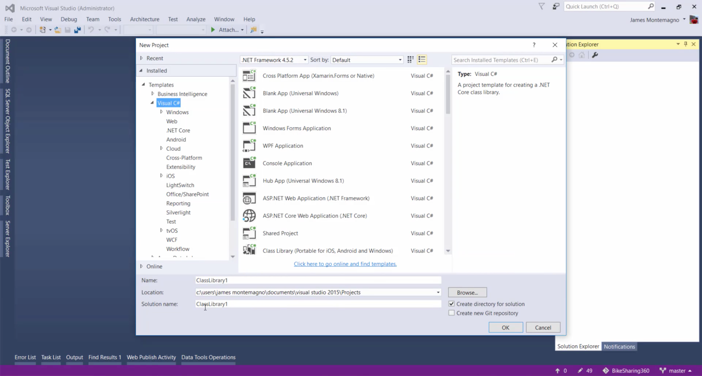 Microsoft Visual Studio (Administrator)
Quick Launch (Ctrl+Q)
File Edit View Debug Team Tools Architecture Test Analyze Window Help
James Montemagno
Attach...
Document Outline
SQL Server Object Explorer
Test Explorer
Toolbox
Server Explorer
New Project
? ×
Recent
Installed
.NET Framework 4.5.2
Sort by: Default
Search Installed Templates (Ctrl+E)
Templates
Business Intelligence
Visual C#
Windows
Web
.NET Core
Android
Cloud
Cross-Platform
Extensibility
iOS
LightSwitch
Office/SharePoint
Reporting
Silverlight
Test
tvOS
WCF
Workflow
Online
Cross Platform App (Xamarin.Forms or Native) Visual C#
Blank App (Universal Windows) Visual C#
Blank App (Universal Windows 8.1) Visual C#
Windows Forms Application Visual C#
WPF Application Visual C#
Console Application Visual C#
Hub App (Universal Windows 8.1) Visual C#
ASP.NET Web Application (.NET Framework) Visual C#
ASP.NET Core Web Application (.NET Core) Visual C#
Shared Project Visual C#
Class Library (Portable for iOS, Android and Windows) Visual C#
Click here to go online and find templates.
Type: Visual C#
A project template for creating a .NET
Core class library.
Name: ClassLibrary1
Location: c:\users\james montemagno\documents\visual studio 2015\Projects
Browse...
Solution name: ClassLibrary1
Create directory for solution
Create new Git repository
OK Cancel
Solution Explorer Notifications
Error List Task List Output Find Results 1 Web Publish Activity Data Tools Operations
0 49 BikeSharing360 master